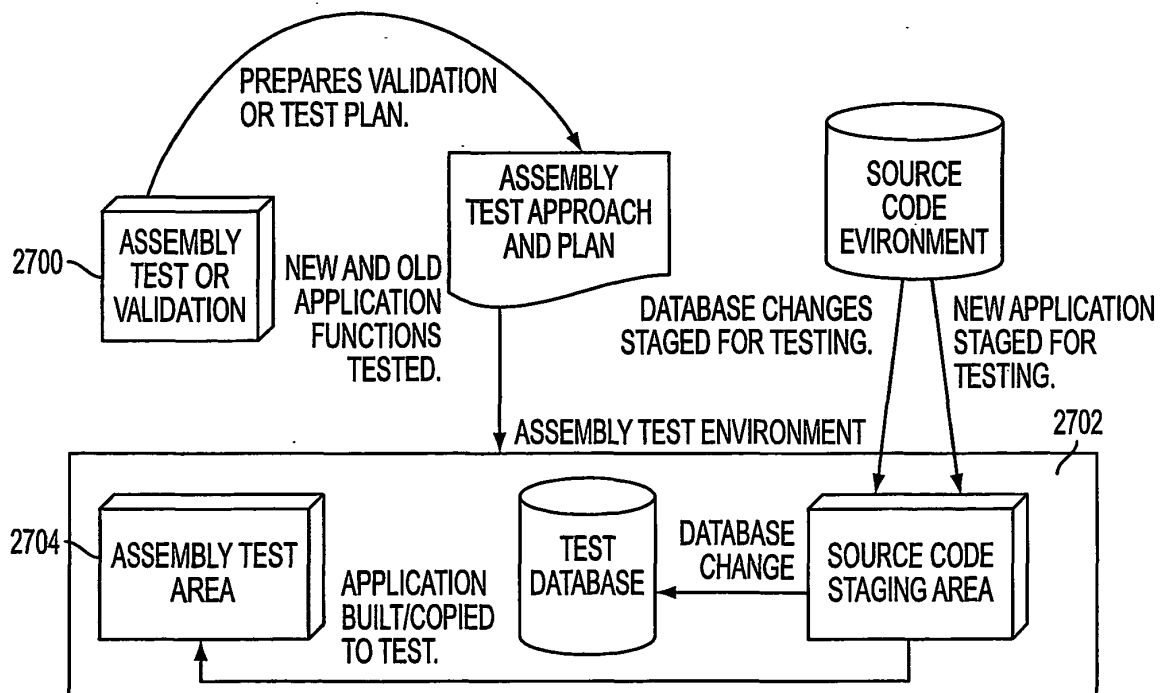 PREPARES VALIDATION
OR TEST PLAN.
ASSEMBLY
TEST APPROACH
AND PLAN
SOURCE
CODE
EVIRONMENT
2700
ASSEMBLY
TEST OR
VALIDATION
NEW AND OLD
APPLICATION
FUNCTIONS
TESTED.
DATABASE CHANGES
STAGED FOR TESTING.
NEW APPLICATION
STAGED FOR
TESTING.
ASSEMBLY TEST ENVIRONMENT
2702
2704
ASSEMBLY TEST
AREA
APPLICATION
BUILT/COPIED
TO TEST.
TEST
DATABASE
DATABASE
CHANGE
SOURCE CODE
STAGING AREA